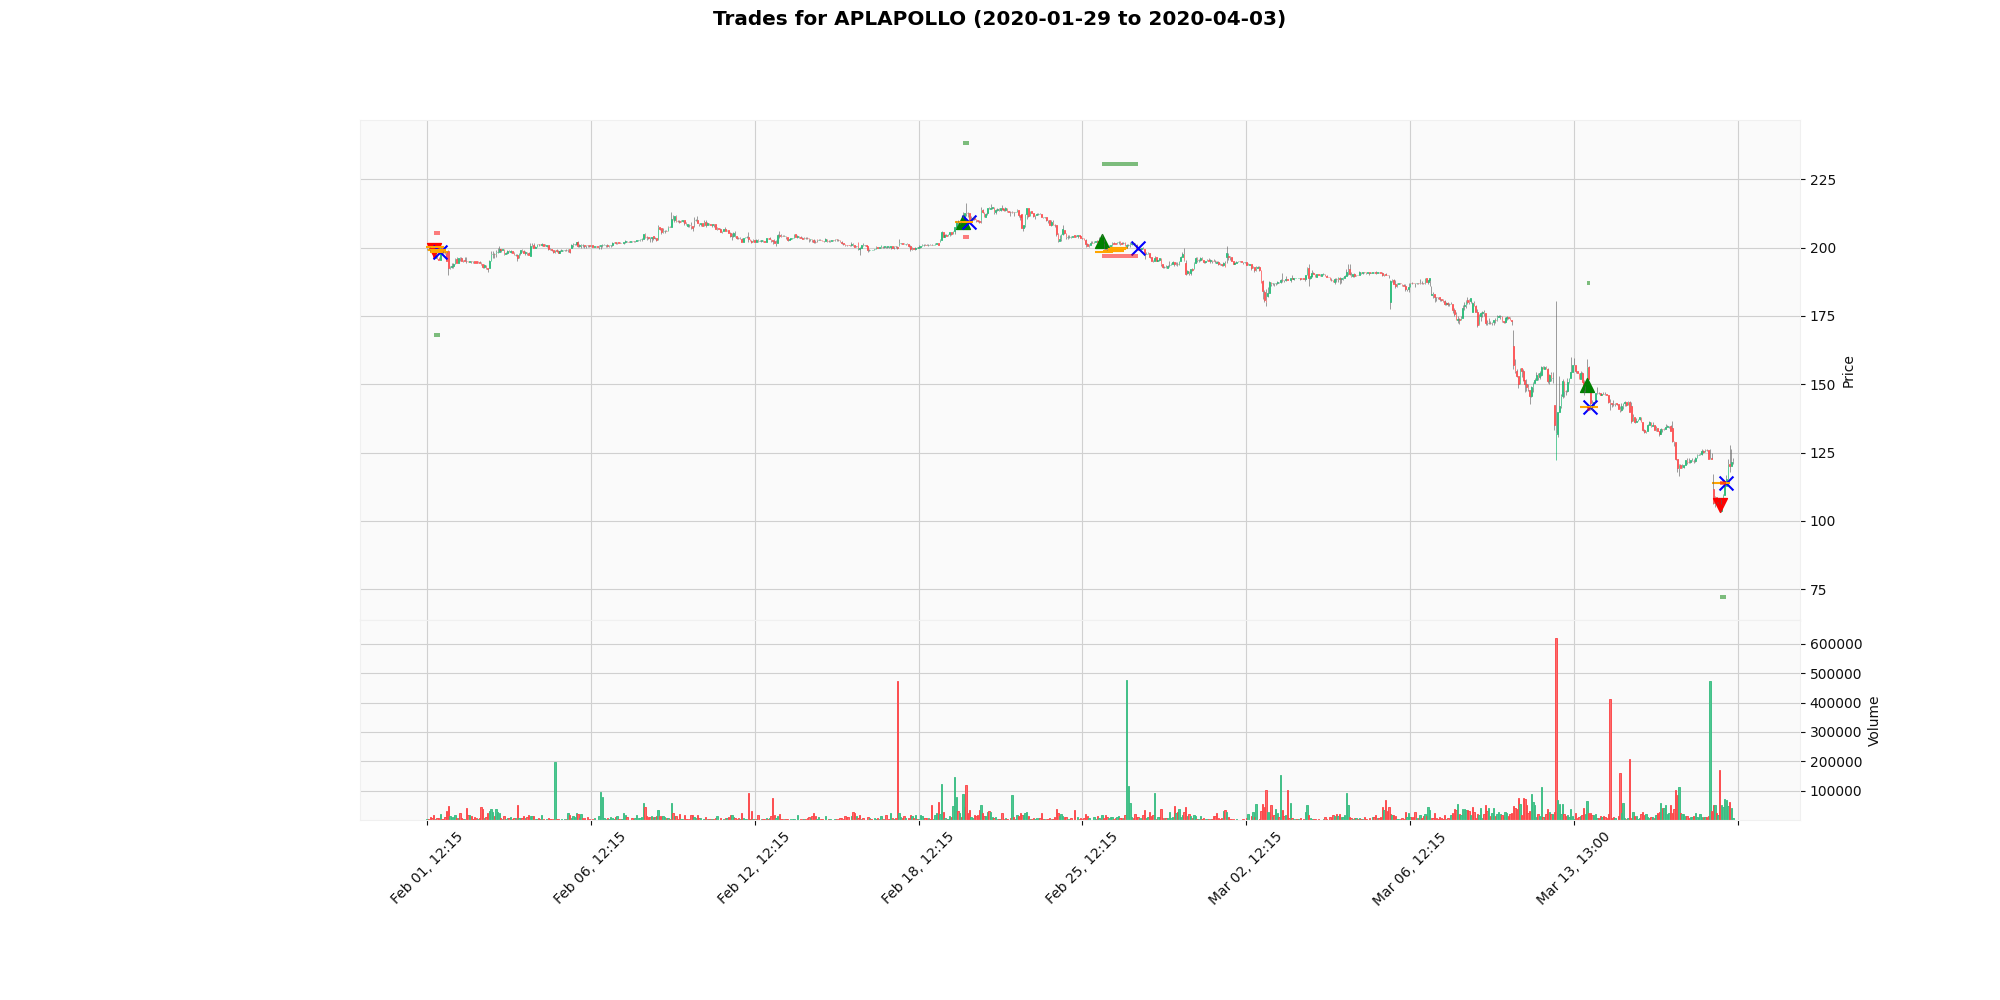 Trades for APLAPOLLO (2020-01-29 to 2020-04-03)
225
200
175
150
125
100
75
Price
600000
500000
400000
300000
200000
100000
Volume
Feb 01, 12:15
Feb 06, 12:15
Feb 12, 12:15
Feb 18, 12:15
Feb 25, 12:15
Mar 02, 12:15
Mar 06, 12:15
Mar 13, 13:00